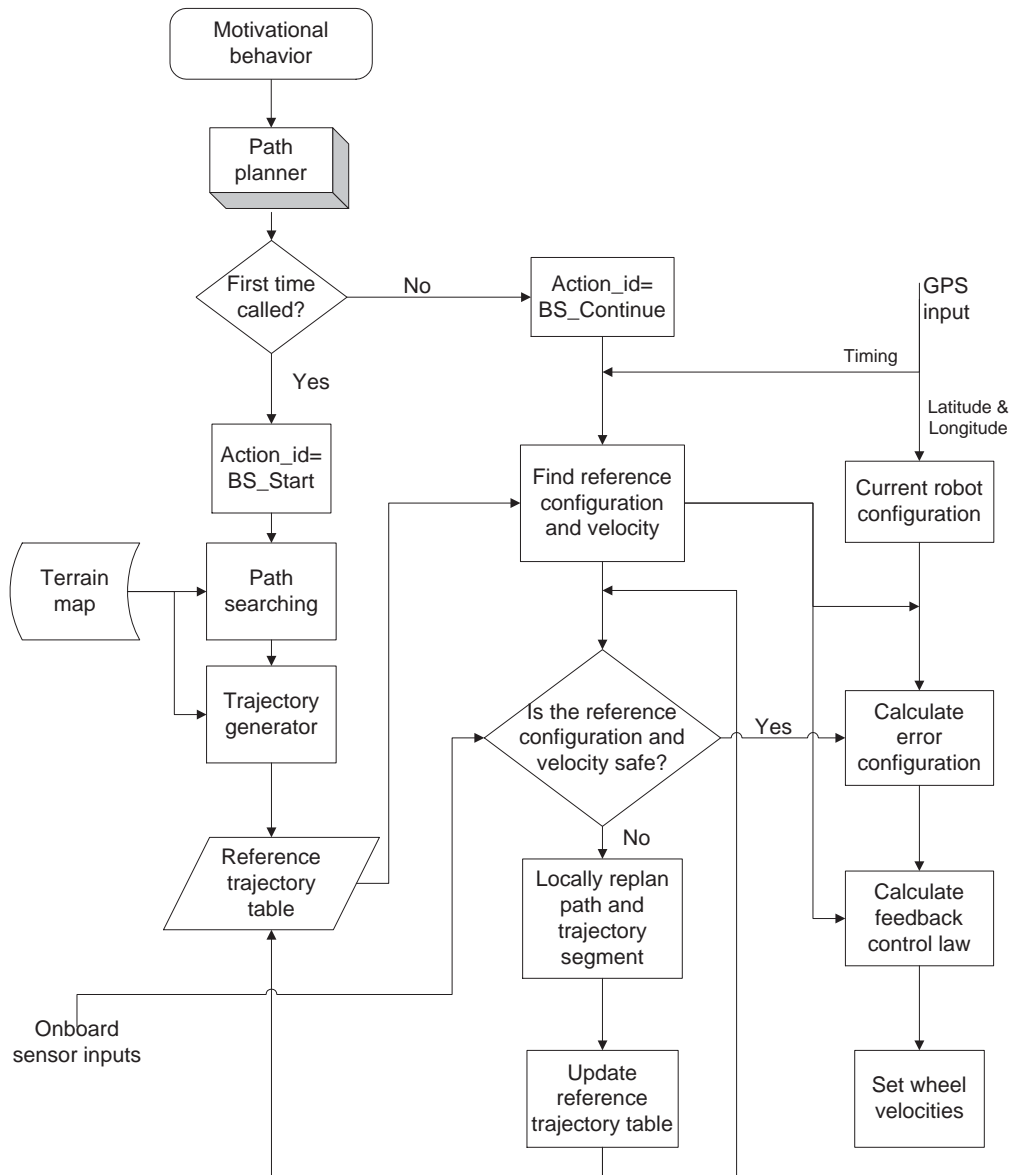 Motivational
behavior
Path
planner
First time
called?
No
Action_id=
BS_Continue
GPS
input
Timing
Yes
Latitude &
Longitude
Action_id=
BS_Start
Find reference
configuration
and velocity
Current robot
configuration
Terrain
map
Path
searching
Trajectory
generator
Is the reference
configuration and
velocity safe?
Yes
Calculate
error
configuration
No
Reference
trajectory
table
Locally replan
path and
trajectory
segment
Calculate
feedback
control law
Onboard
sensor inputs
Update
reference
trajectory table
Set wheel
velocities